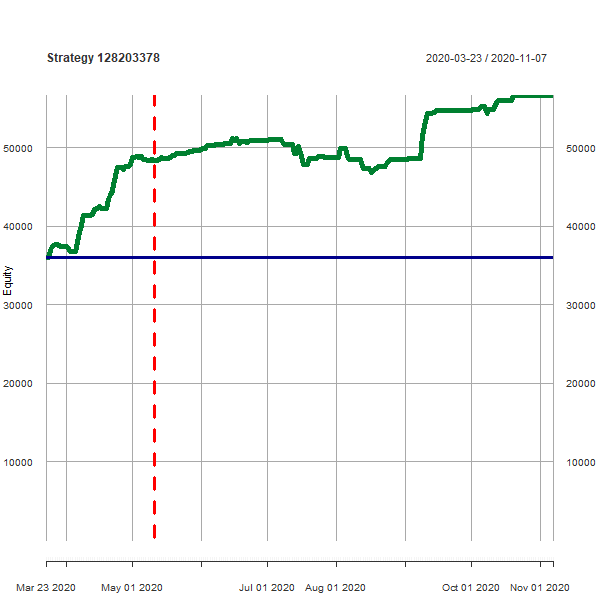 Strategy 128203378
2020-03-23 / 2020-11-07
50000
50000
40000
40000
Equity
30000
30000
20000
20000
10000
10000
Mar 23 2020
May 01 2020
Jul 01 2020
Aug 01 2020
Oct 01 2020
Nov 01 2020